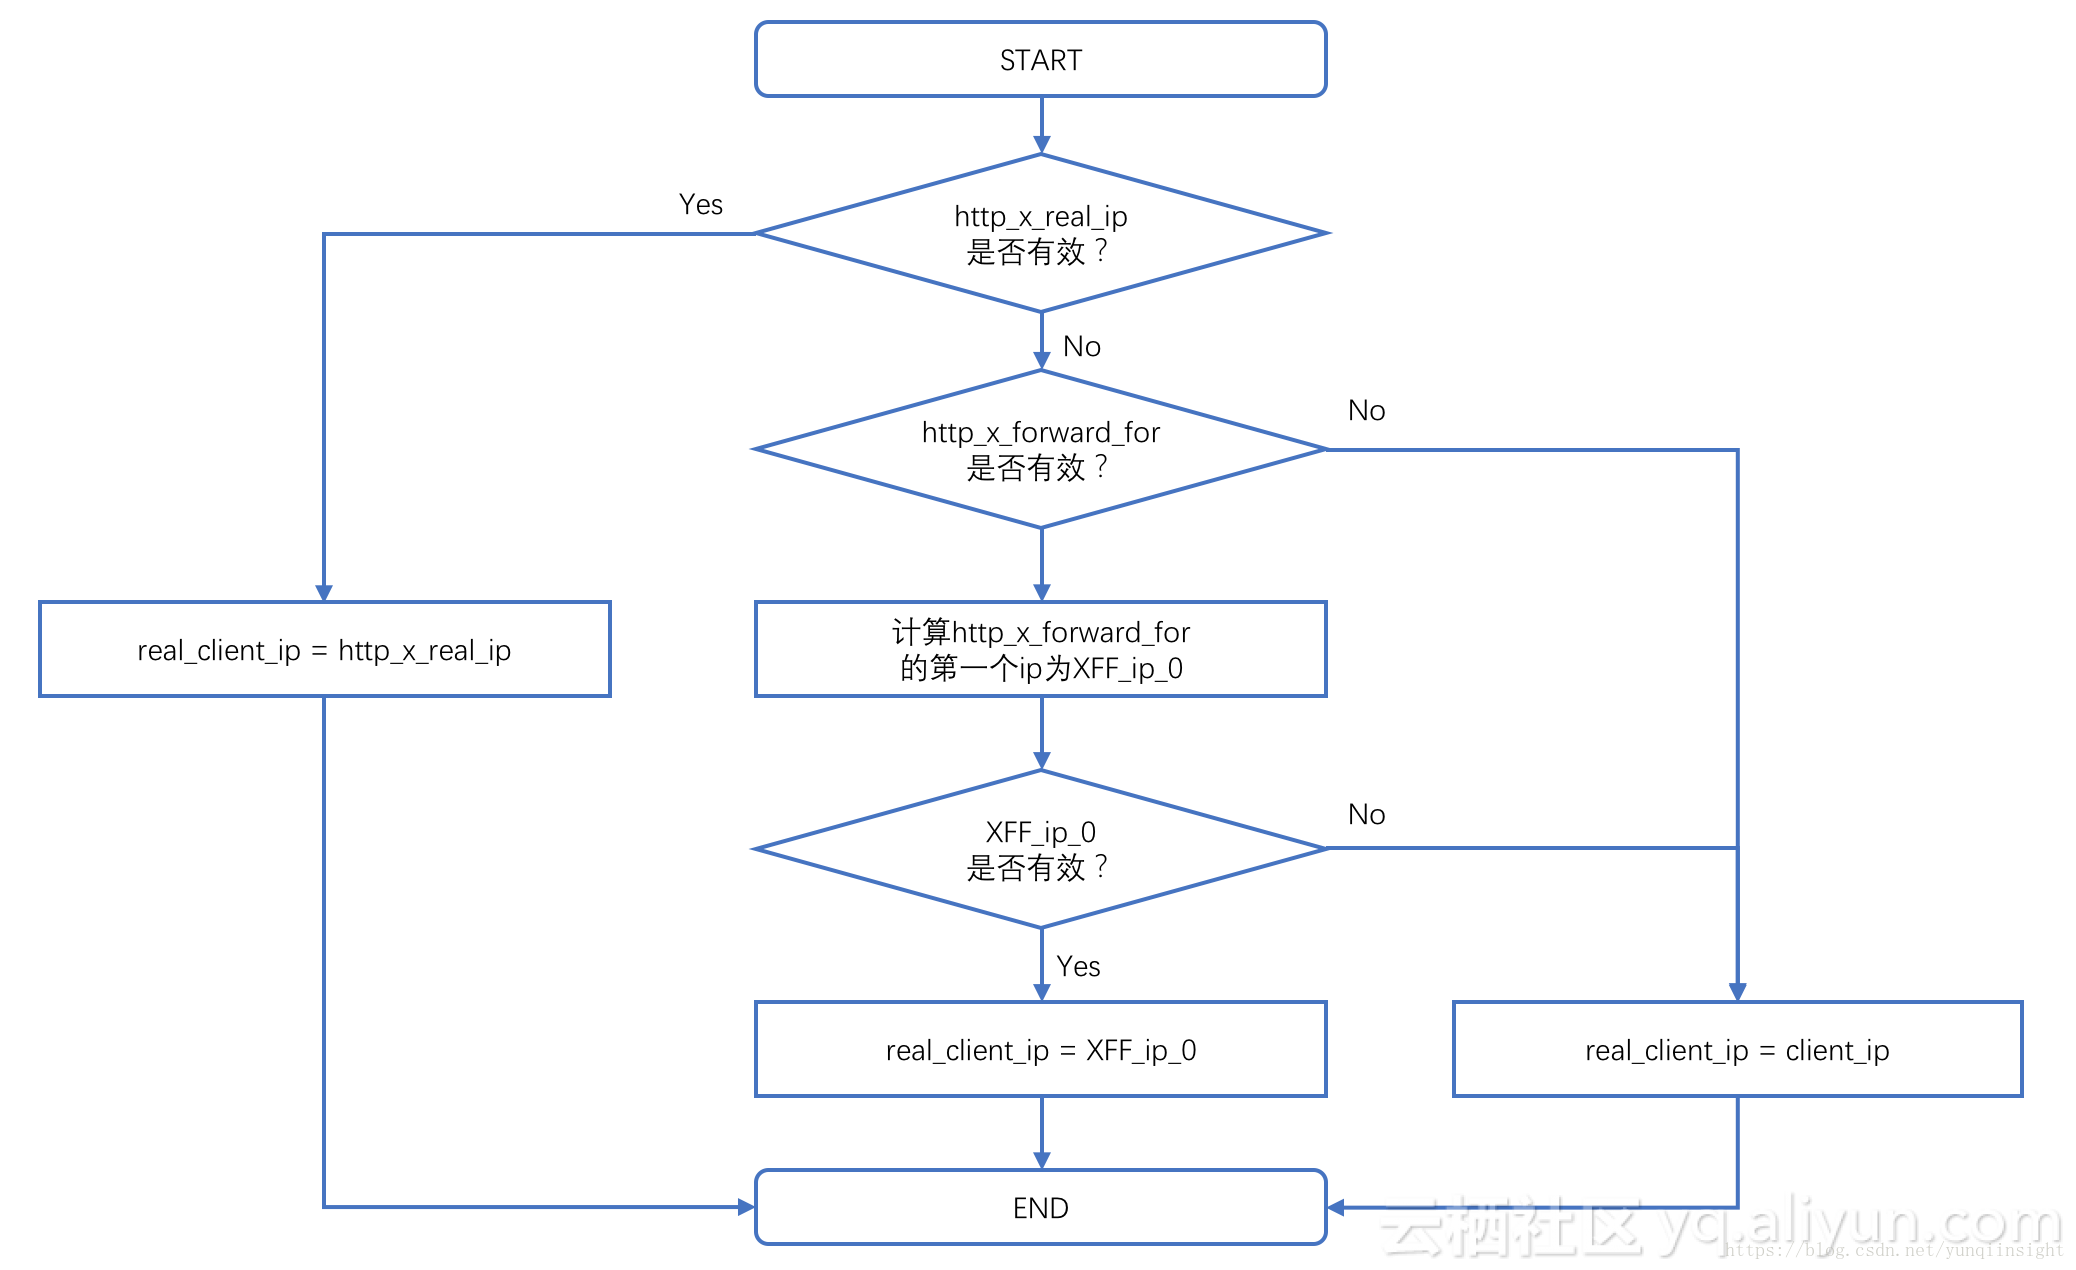 START
Yes
http_x_real_ip
是否有效？
No
http_x_forward_for
是否有效？
No
real_client_ip = http_x_real_ip
计算http_x_forward_for
的第一个ip为XFF_ip_0
XFF_ip_0
是否有效？
No
Yes
real_client_ip = XFF_ip_0
real_client_ip = client_ip
END
云栖社区 yq.aliyun.com
https://blog.csdn.net/yunqiinsight